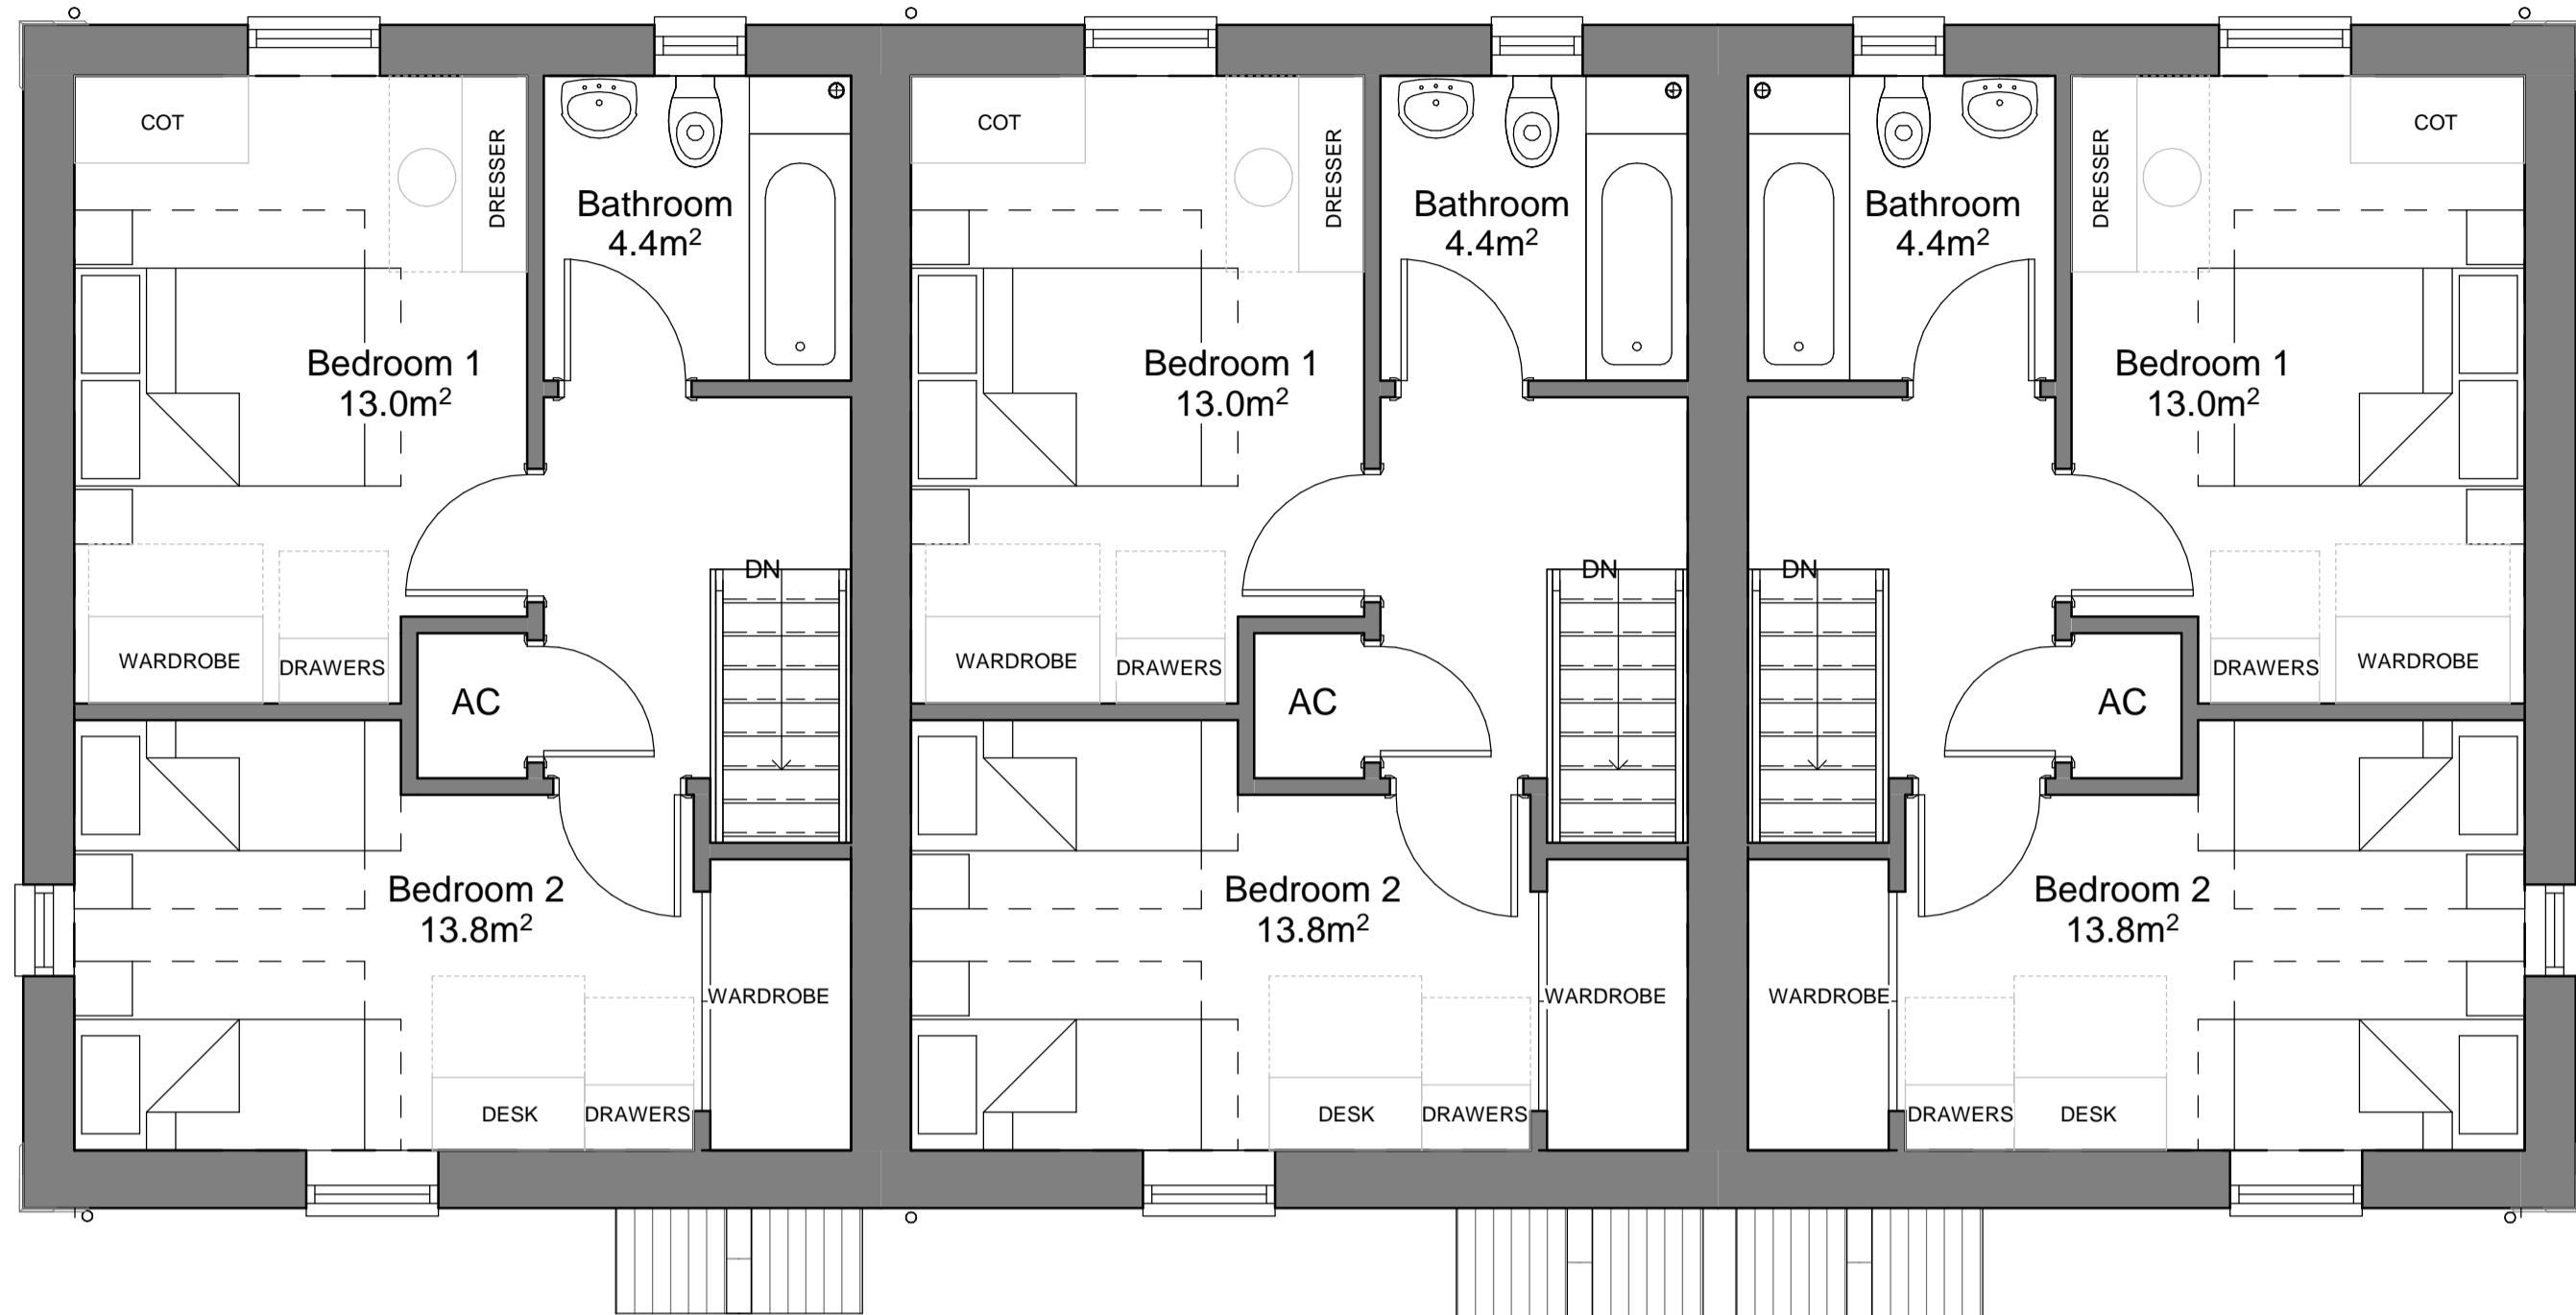 COT
DRESSER
Bathroom
4.4m²
Bedroom 1
13.0m²
DN
WARDROBE
DRAWERS
AC
Bedroom 2
13.8m²
WARDROBE
DESK
DRAWERS
COT
DRESSER
Bathroom
4.4m²
Bedroom 1
13.0m²
DN
WARDROBE
DRAWERS
AC
Bedroom 2
13.8m²
WARDROBE
DESK
DRAWERS
DRESSER
COT
Bathroom
4.4m²
Bedroom 1
13.0m²
DN
DRAWERS
WARDROBE
AC
Bedroom 2
13.8m²
WARDROBE
DRAWERS
DESK